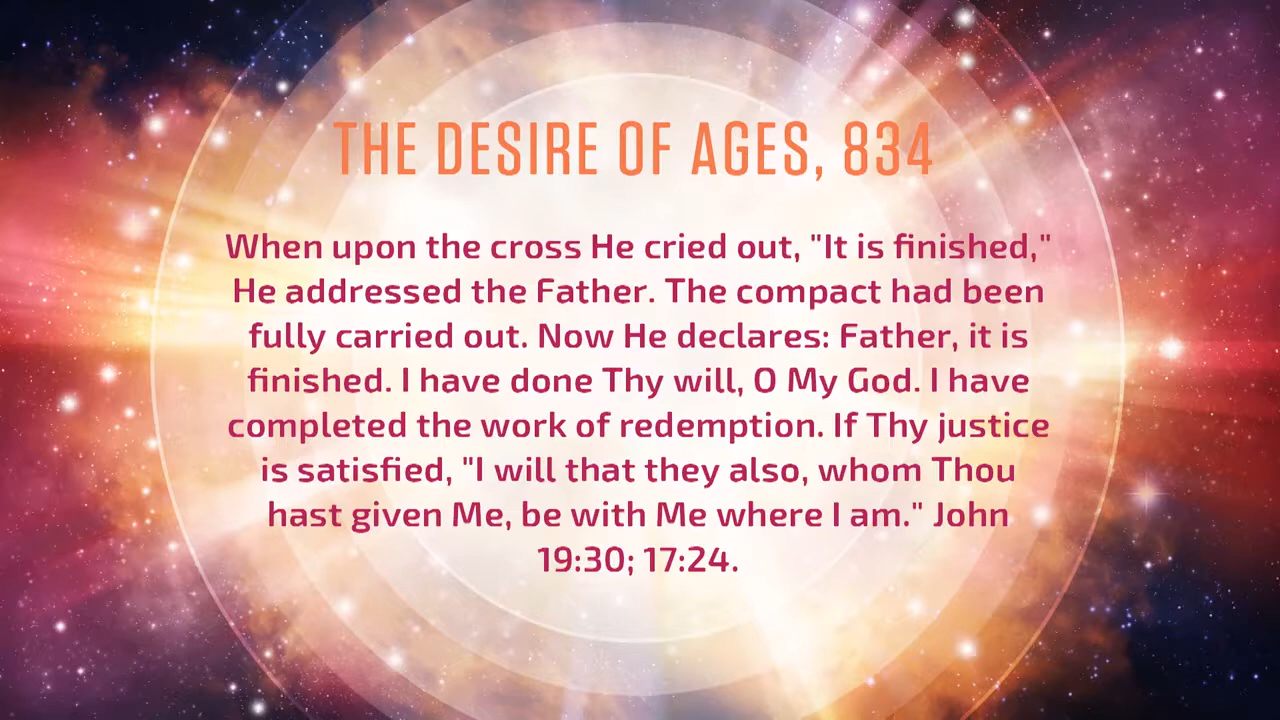 THE DESIRE OF AGES, 834
When upon the cross He cried out, "It is finished,"
He addressed the Father. The compact had been
fully carried out. Now He declares: Father, it is
finished. I have done Thy will, O My God. I have
completed the work of redemption. If Thy justice
is satisfied, "I will that they also, whom Thou
hast given Me, be with Me where I am." John
19:30; 17:24.